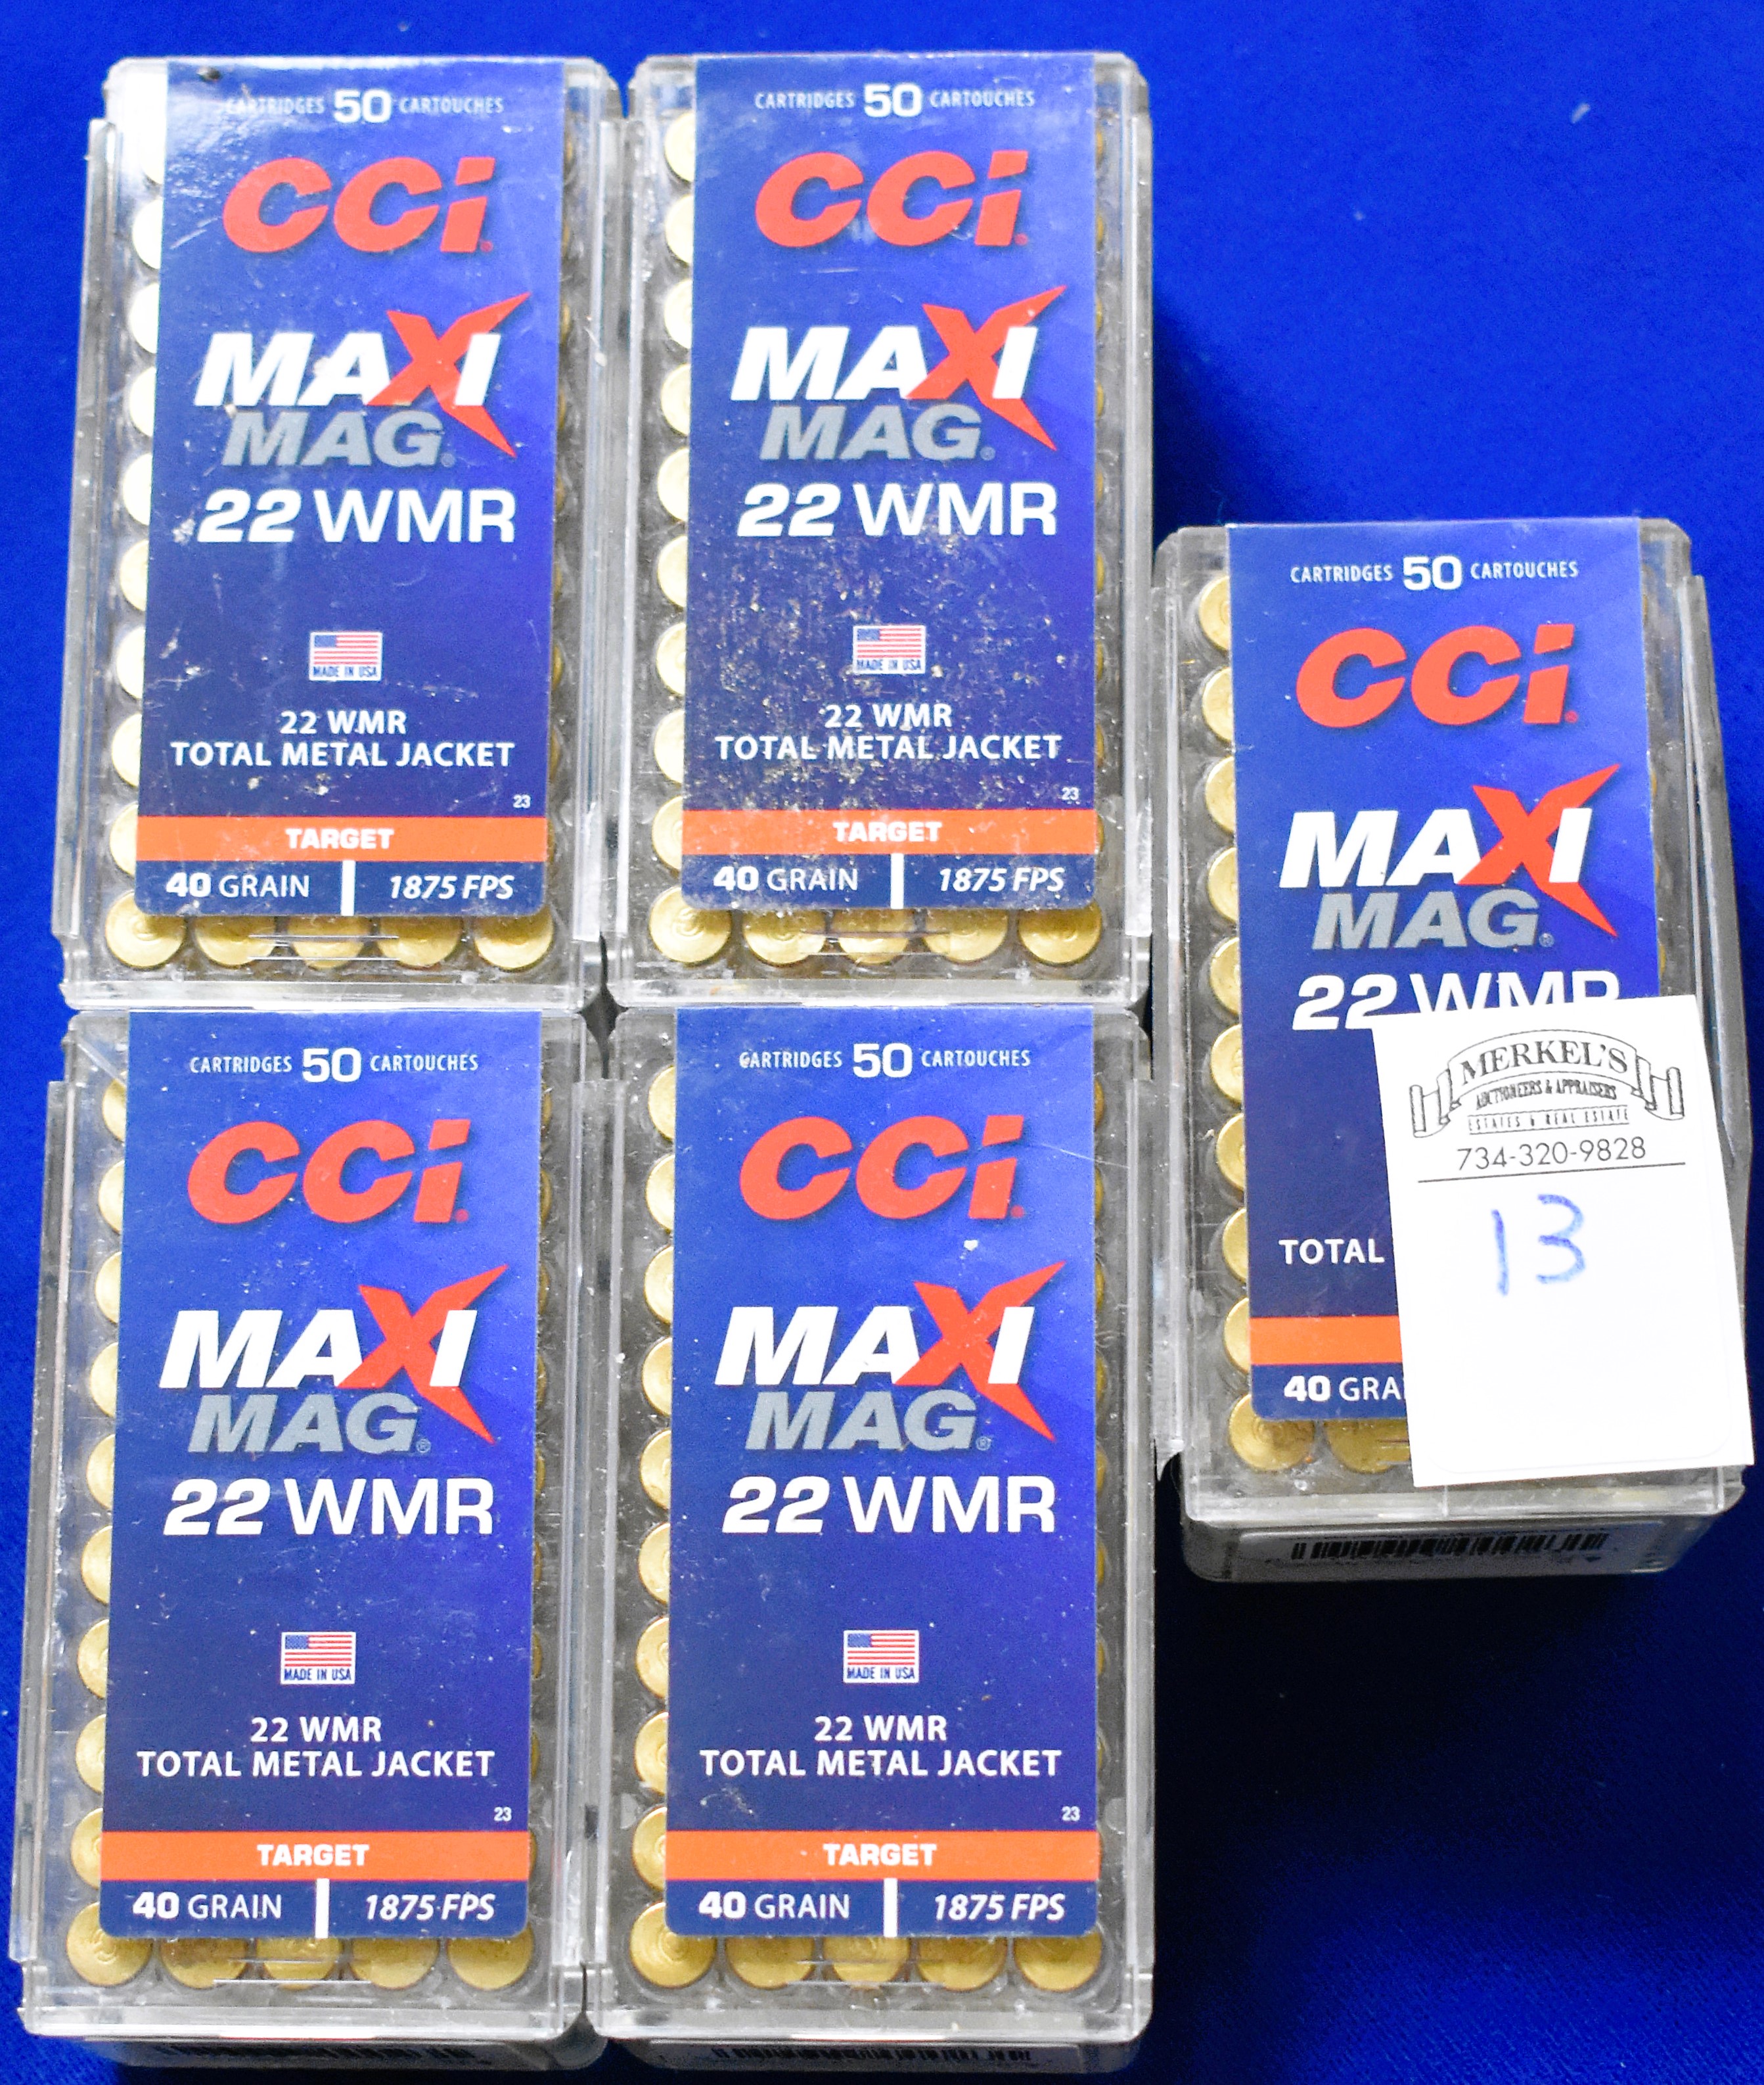 CARTRIDGES 50 CARTOUCHES
CCi
MAXI
MAG®
22 WMR
MADE IN USA
22 WMR
TOTAL METAL JACKET
23
TARGET
40 GRAIN | 1875 FPS
CARTRIDGES 50 CARTOUCHES
CCi
MAXI
MAG®
22 WMR
MADE IN USA
22 WMR
TOTAL METAL JACKET
23
TARGET
40 GRAIN | 1875 FPS
CARTRIDGES 50 CARTOUCHES
CCi
MAXI
MAG®
22 WMR
TOTAL
40 GRAI
MERKEL'S
AUCTIONEERS & APPRAISERS
ESTATES & REAL ESTATE
734-320-9828
13
CARTRIDGES 50 CARTOUCHES
CCi
MAXI
MAG®
22 WMR
MADE IN USA
22 WMR
TOTAL METAL JACKET
23
TARGET
40 GRAIN | 1875 FPS
CARTRIDGES 50 CARTOUCHES
CCi
MAXI
MAG®
22 WMR
MADE IN USA
22 WMR
TOTAL METAL JACKET
23
TARGET
40 GRAIN | 1875 FPS